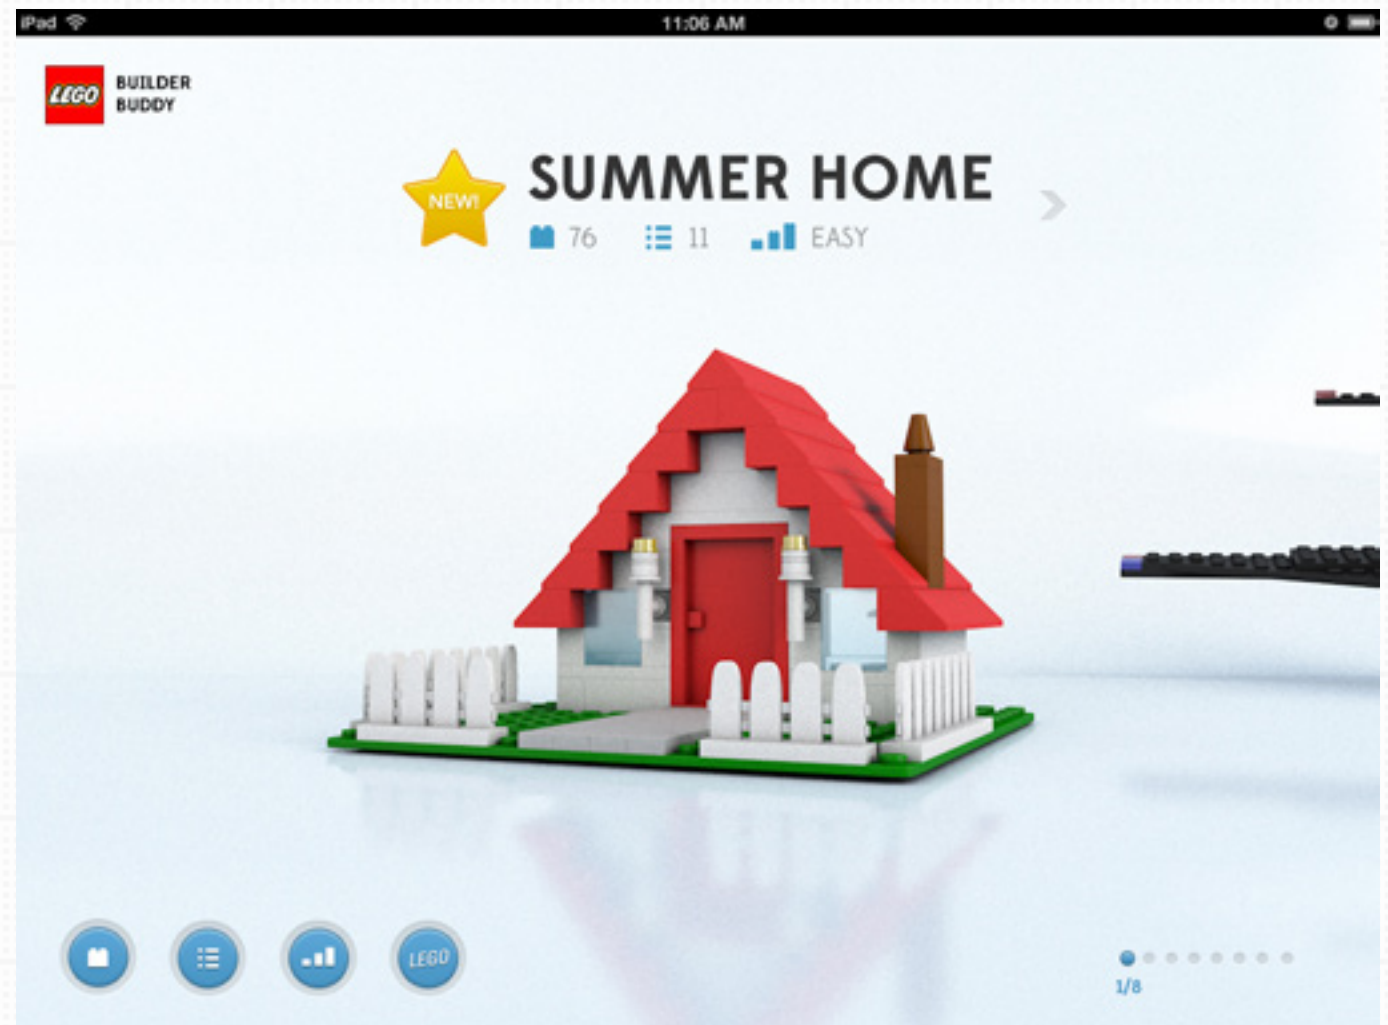 iPad
11:06 AM
LEGO
BUILDER
BUDDY
NEW!
SUMMER HOME
76
11
EASY
LEGO
1/8